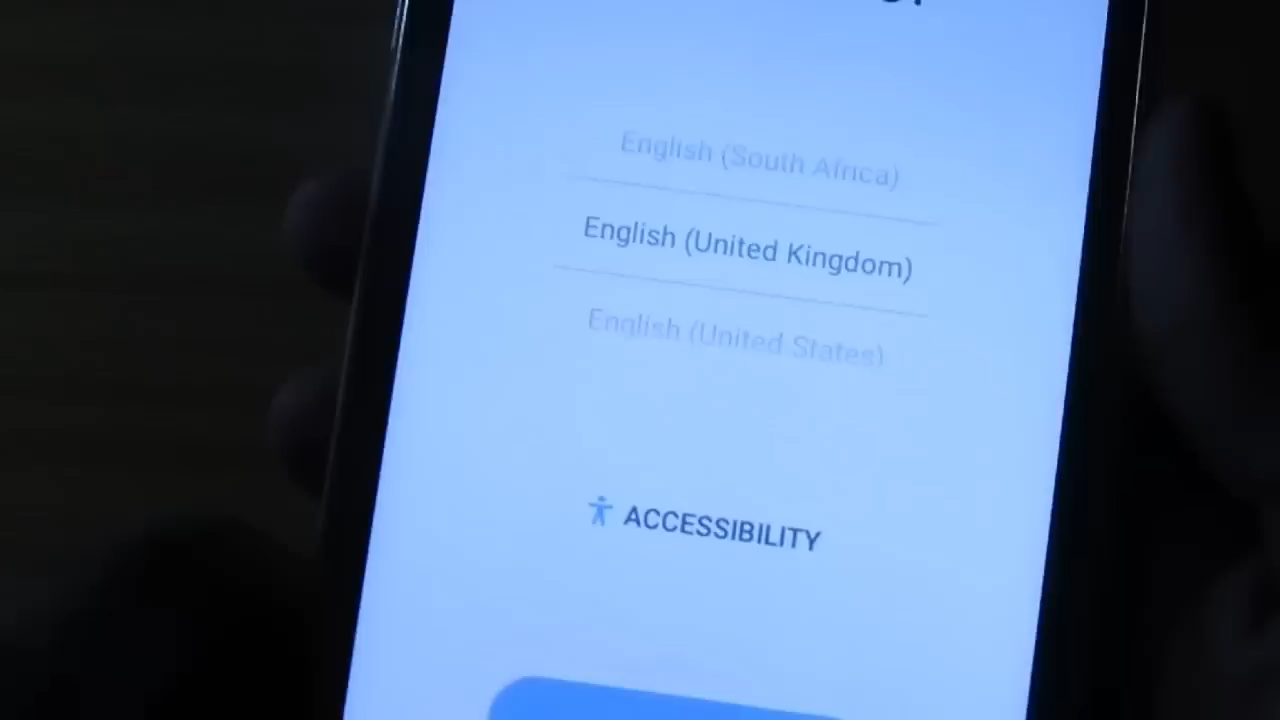 English (South Africa)
English (United Kingdom)
English (United States)
ACCESSIBILITY